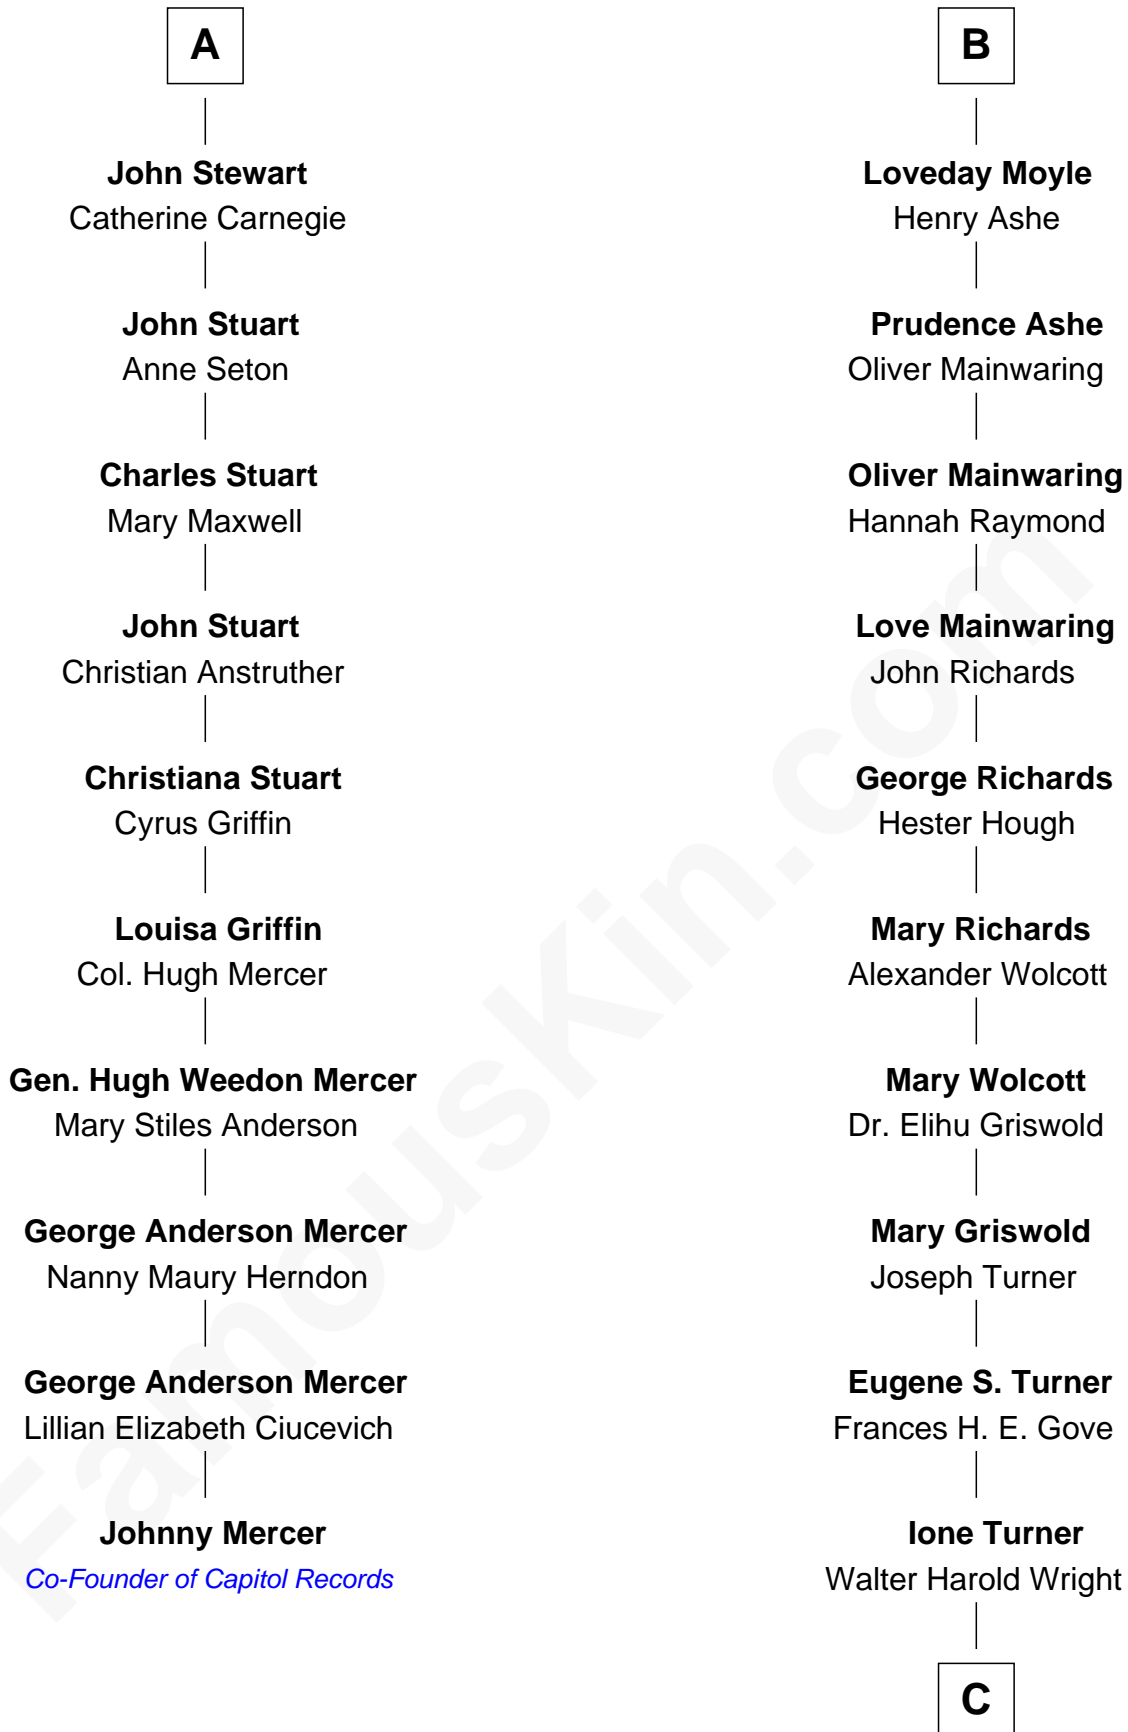 A
John Stewart
Catherine Carnegie
John Stuart
Anne Seton
Charles Stuart
Mary Maxwell
John Stuart
Christian Anstruther
Christiana Stuart
Cyrus Griffin
Louisa Griffin
Col. Hugh Mercer
Gen. Hugh Weedon Mercer
Mary Stiles Anderson
George Anderson Mercer
Nanny Maury Herndon
George Anderson Mercer
Lillian Elizabeth Ciucevich
Johnny Mercer
Co-Founder of Capitol Records
B
Loveday Moyle
Henry Ashe
Prudence Ashe
Oliver Mainwaring
Oliver Mainwaring
Hannah Raymond
Love Mainwaring
John Richards
George Richards
Hester Hough
Mary Richards
Alexander Wolcott
Mary Wolcott
Dr. Elihu Griswold
Mary Griswold
Joseph Turner
Eugene S. Turner
Frances H. E. Gove
Ione Turner
Walter Harold Wright
C
FamousKin.com